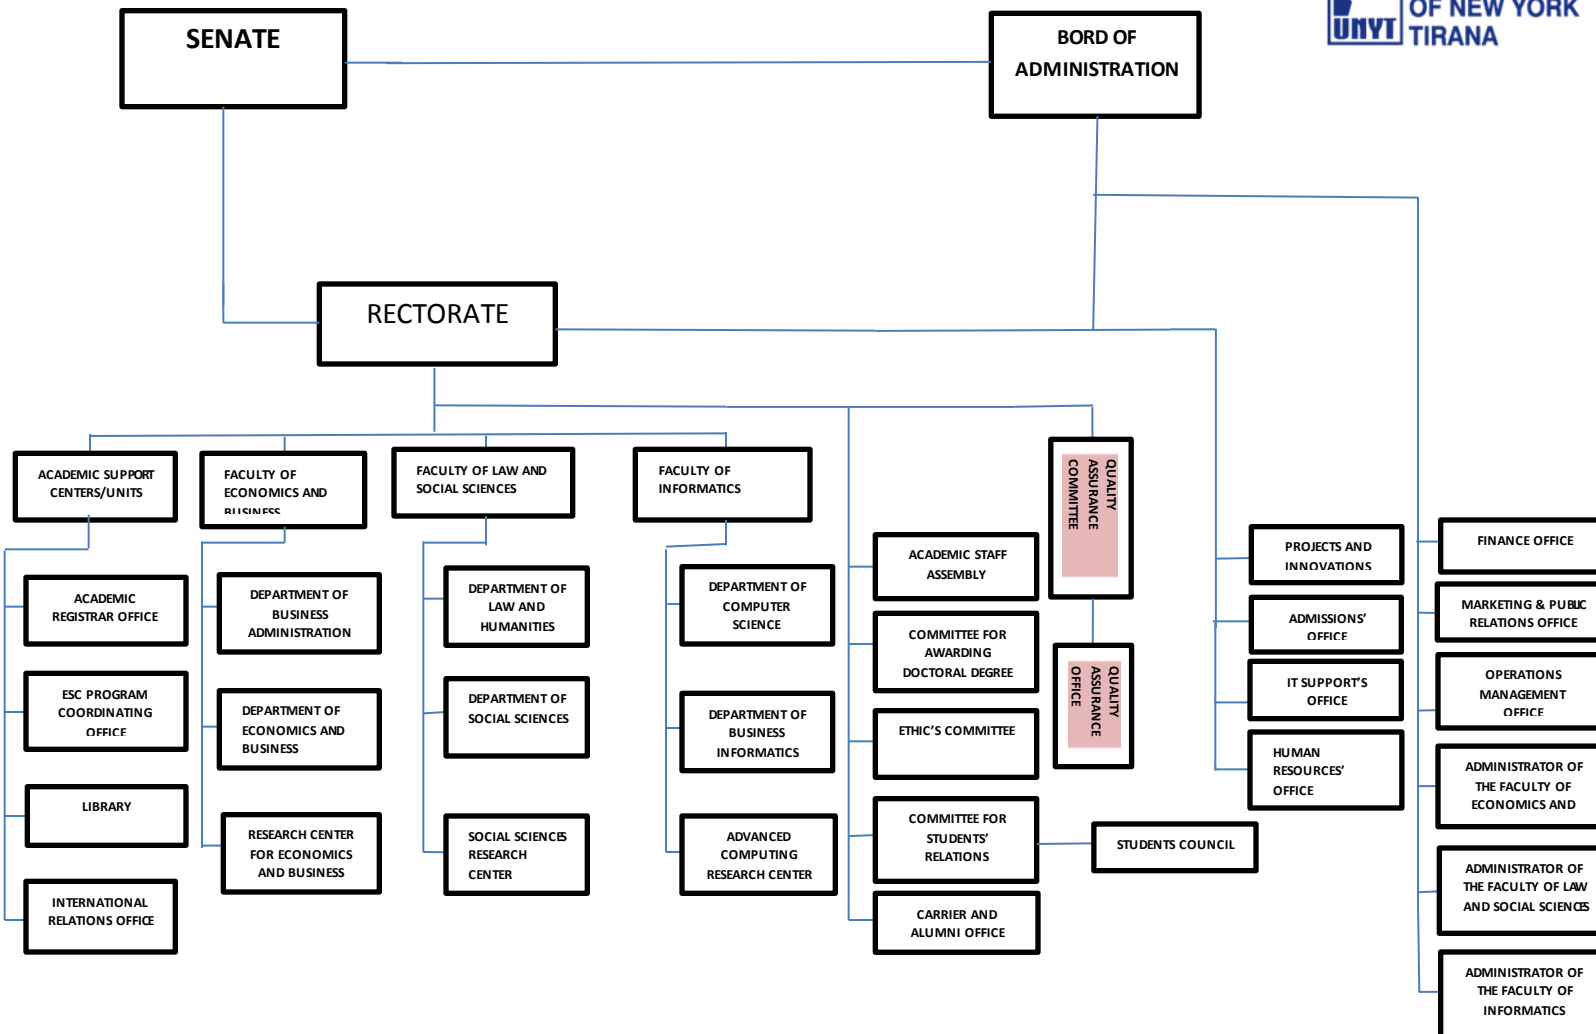 SENATE
BORD OF
ADMINISTRATION
UNYT
OF NEW YORK
TIRANA
RECTORATE
ACADEMIC SUPPORT
CENTERS/UNITS
FACULTY OF
ECONOMICS AND
BUSINESS
FACULTY OF LAW AND
SOCIAL SCIENCES
FACULTY OF
INFORMATICS
QUALITY
ASSURANCE
COMMITTEE
QUALITY
ASSURANCE
OFFICE
ACADEMIC
REGISTRAR OFFICE
ESC PROGRAM
COORDINATING
OFFICE
LIBRARY
INTERNATIONAL
RELATIONS OFFICE
DEPARTMENT OF
BUSINESS
ADMINISTRATION
DEPARTMENT OF
ECONOMICS AND
BUSINESS
RESEARCH CENTER
FOR ECONOMICS
AND BUSINESS
DEPARTMENT OF
LAW AND
HUMANITIES
DEPARTMENT OF
SOCIAL SCIENCES
SOCIAL SCIENCES
RESEARCH
CENTER
DEPARTMENT OF
COMPUTER
SCIENCE
DEPARTMENT OF
BUSINESS
INFORMATICS
ADVANCED
COMPUTING
RESEARCH CENTER
ACADEMIC STAFF
ASSEMBLY
COMMITTEE FOR
AWARDING
DOCTORAL DEGREE
ETHIC'S COMMITTEE
COMMITTEE FOR
STUDENTS'
RELATIONS
STUDENTS COUNCIL
CARRIER AND
ALUMNI OFFICE
PROJECTS AND
INNOVATIONS
ADMISSIONS'
OFFICE
IT SUPPORT'S
OFFICE
HUMAN
RESOURCES'
OFFICE
FINANCE OFFICE
MARKETING & PUBLIC
RELATIONS OFFICE
OPERATIONS
MANAGEMENT
OFFICE
ADMINISTRATOR OF
THE FACULTY OF
ECONOMICS AND
ADMINISTRATOR OF
THE FACULTY OF LAW
AND SOCIAL SCIENCES
ADMINISTRATOR OF
THE FACULTY OF
INFORMATICS